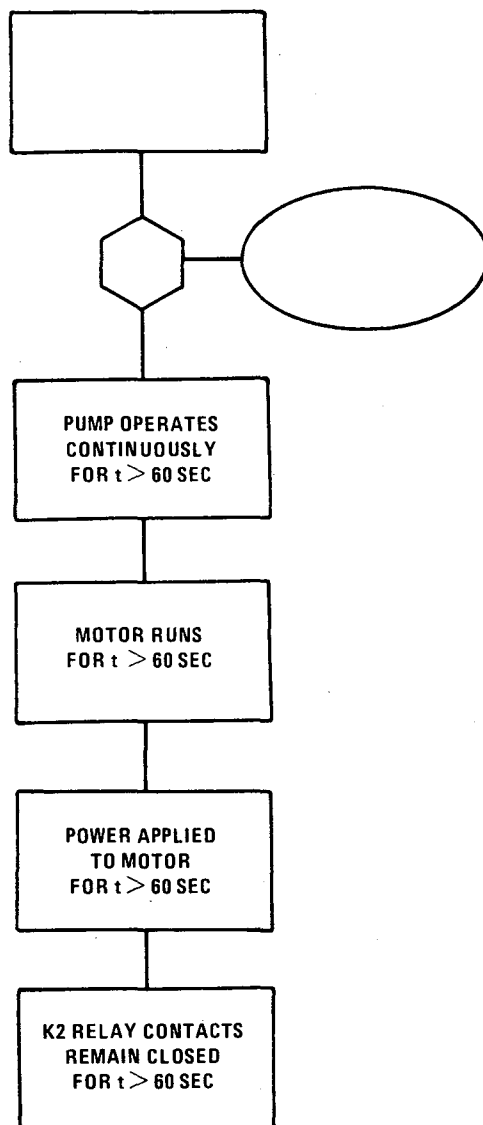 PUMP OPERATES
CONTINUOUSLY
FOR t > 60 SEC
MOTOR RUNS
FOR t > 60 SEC
POWER APPLIED
TO MOTOR
FOR t > 60 SEC
K2 RELAY CONTACTS
REMAIN CLOSED
FOR t > 60 SEC